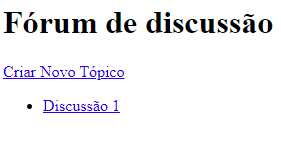 Fórum de discussão
Criar Novo Tópico
Discussão 1